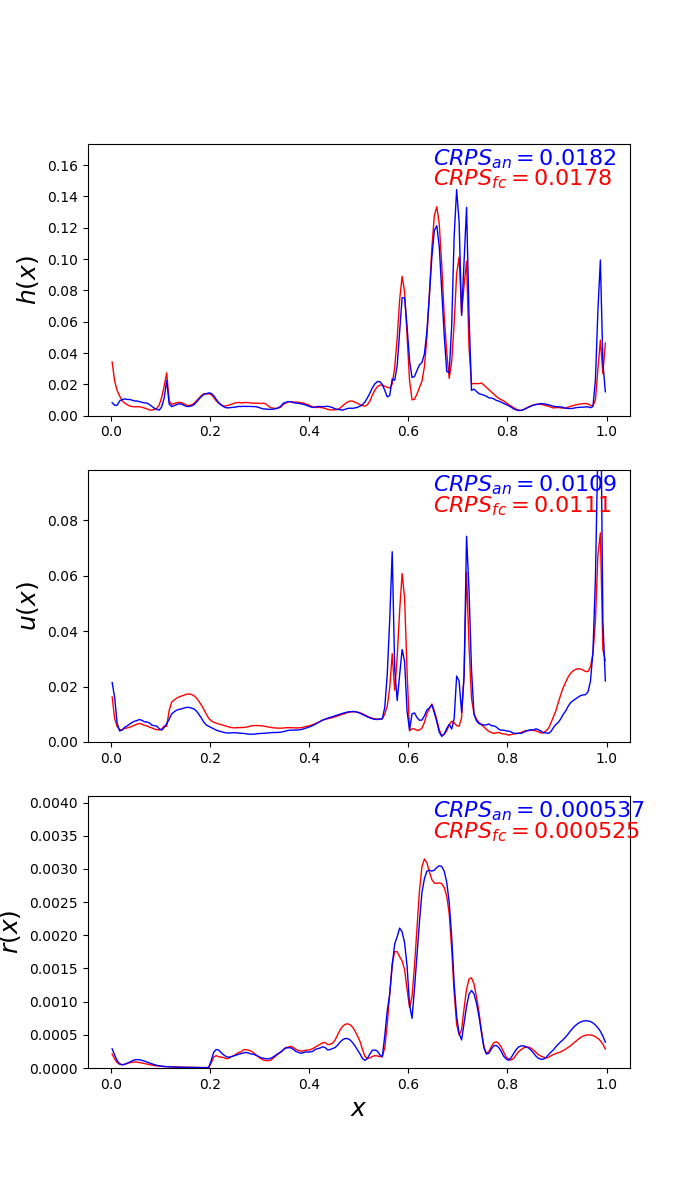 CRPS_an = 0.0182
CRPS_fc = 0.0178
h(x)
0.16
0.14
0.12
0.10
0.08
0.06
0.04
0.02
0.00
0.0 0.2 0.4 0.6 0.8 1.0
CRPS_an = 0.0109
CRPS_fc = 0.0111
u(x)
0.08
0.06
0.04
0.02
0.00
0.0 0.2 0.4 0.6 0.8 1.0
CRPS_an = 0.000537
CRPS_fc = 0.000525
r(x)
0.0040
0.0035
0.0030
0.0025
0.0020
0.0015
0.0010
0.0005
0.0000
0.0 0.2 0.4 0.6 0.8 1.0
x